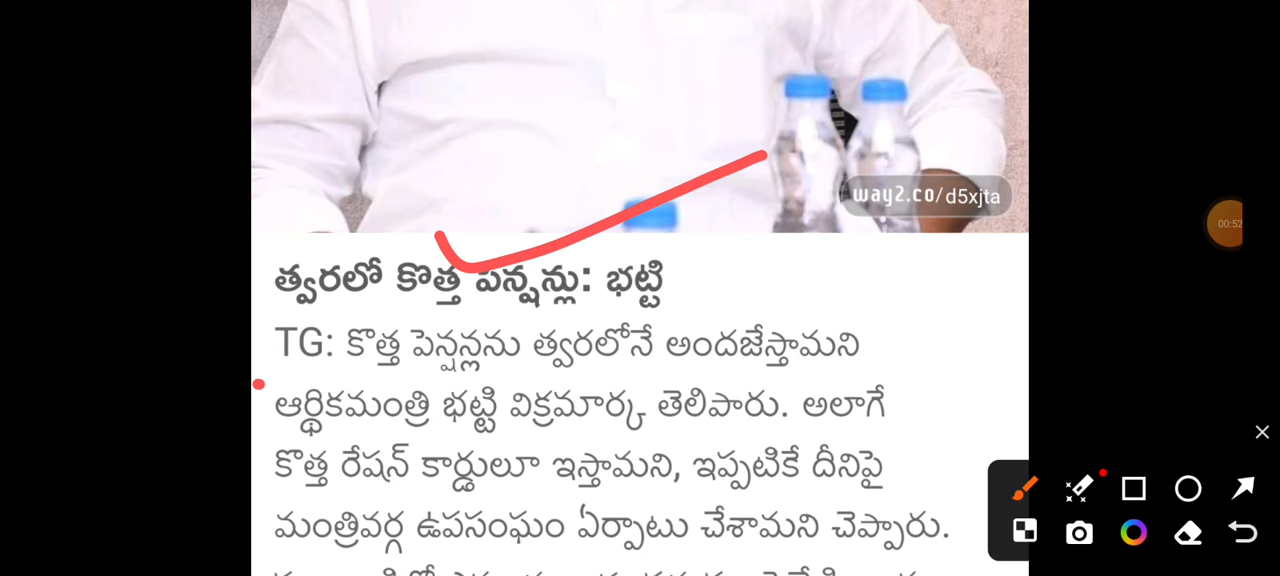 way2.co/d5xjta
00:52
త్వరలో కొత్త పెన్షన్లు: భట్టి
TG: కొత్త పెన్షన్లను త్వరలోనే అందజేస్తామని
ఆర్థికమంత్రి భట్టి విక్రమార్క తెలిపారు. అలాగే
కొత్త రేషన్ కార్డులూ ఇస్తామని, ఇప్పటికే దీనిపై
మంత్రివర్గ ఉపసంఘం ఏర్పాటు చేశామని చెప్పారు.